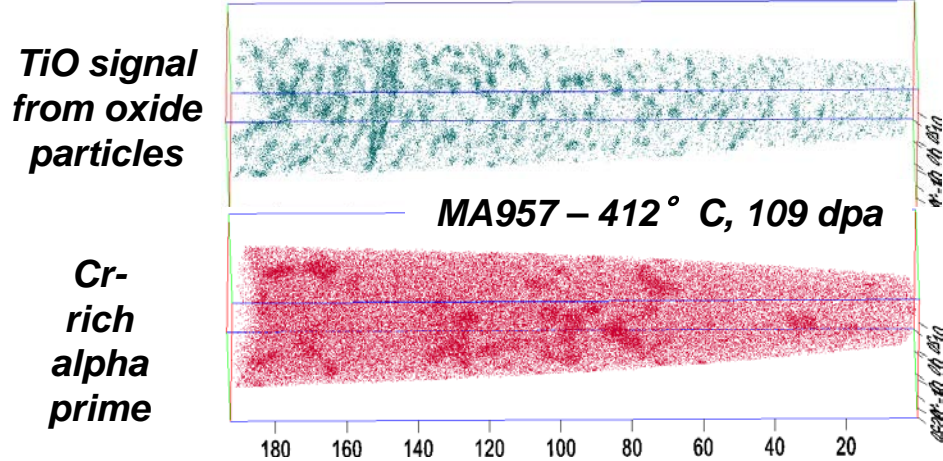 TiO signal
from oxide
particles
MA957 – 412° C, 109 dpa
Cr-
rich
alpha
prime
180 160 140 120 100 80 60 40 20